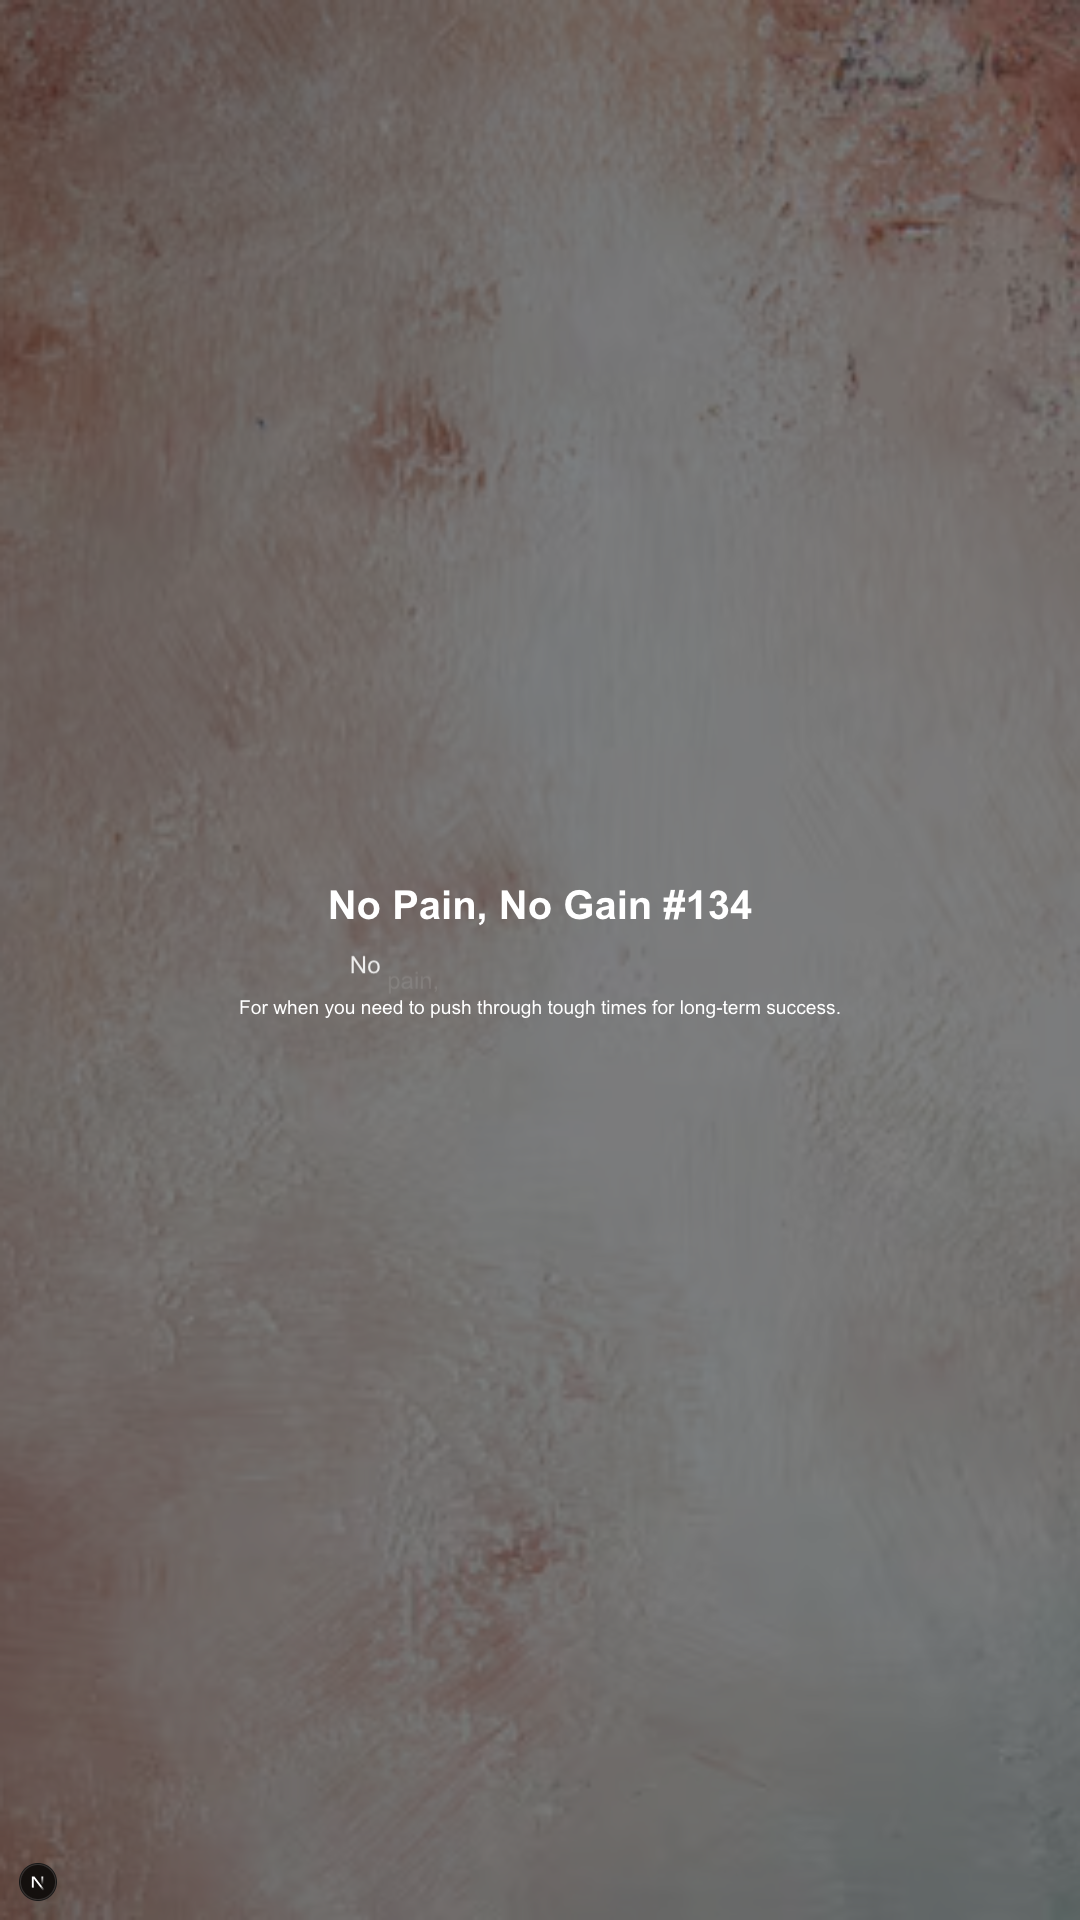 No Pain, No Gain #134
No pain,
For when you need to push through tough times for long-term success.
N